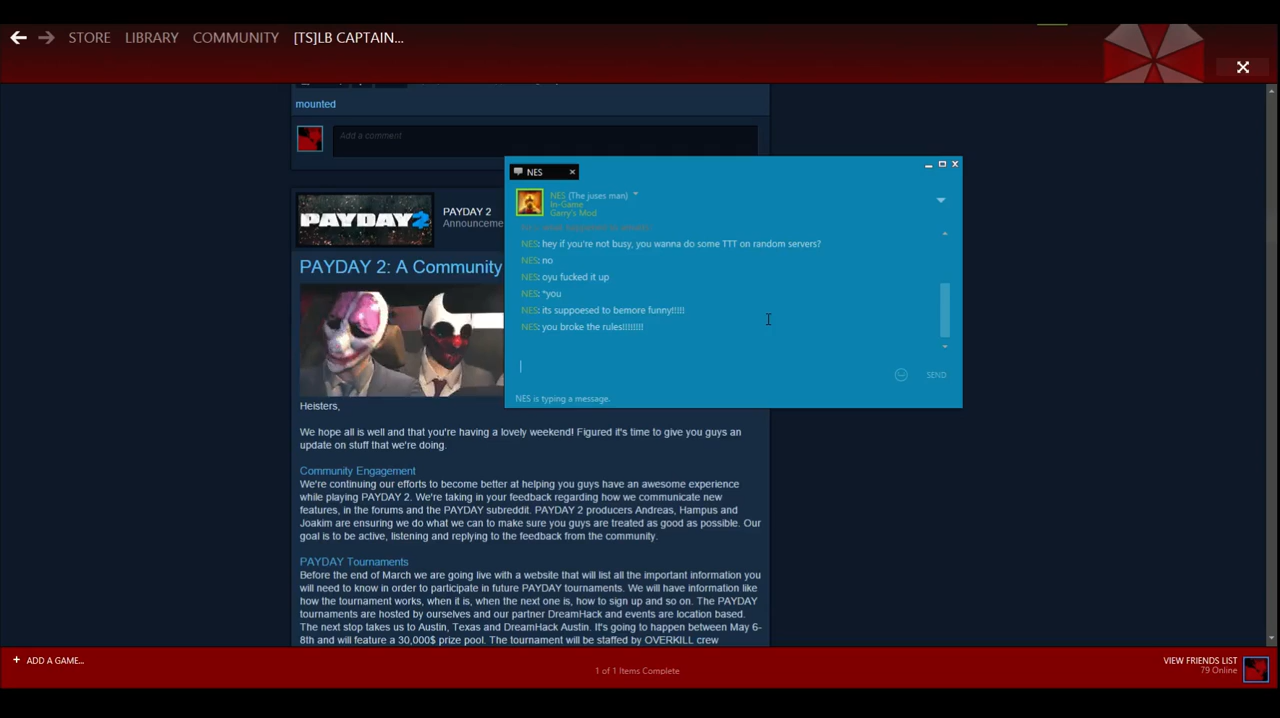 STORE LIBRARY COMMUNITY [TS]LB CAPTAIN...
mounted
Add a comment
NES
NES (The juses man)
In-Game
Garry's Mod
NES: hey if you're not busy, you wanna do some TTT on random servers?
NES: no
NES: oyu fucked it up
NES: *you
NES: its suppoesed to bemore funny!!!!!
NES: you broke the rules!!!!!!!!
SEND
NES is typing a message.
PAYDAY 2
PAYDAY 2
Announceme
PAYDAY 2: A Community
Heisters,
We hope all is well and that you're having a lovely weekend! Figured it's time to give you guys an
update on stuff that we're doing.
Community Engagement
We're continuing our efforts to become better at helping you guys have an awesome experience
while playing PAYDAY 2. We're taking in your feedback regarding how we communicate new
features, in the forums and the PAYDAY subreddit. PAYDAY 2 producers Andreas, Hampus and
Joakim are ensuring we do what we can to make sure you guys are treated as good as possible. Our
goal is to be active, listening and replying to the feedback from the community.
PAYDAY Tournaments
Before the end of March we are going live with a website that will list all the important information you
will need to know in order to participate in future PAYDAY tournaments. We will have information like
how the tournament works, when it is, when the next one is, how to sign up and so on. The PAYDAY
tournaments are hosted by ourselves and our partner DreamHack and events are location based.
The next stop takes us to Austin, Texas and DreamHack Austin. It's going to happen between May 6-
8th and will feature a 30,000$ prize pool. The tournament will be staffed by OVERKILL crew
+ ADD A GAME...
1 of 1 Items Complete
VIEW FRIENDS LIST
79 Online